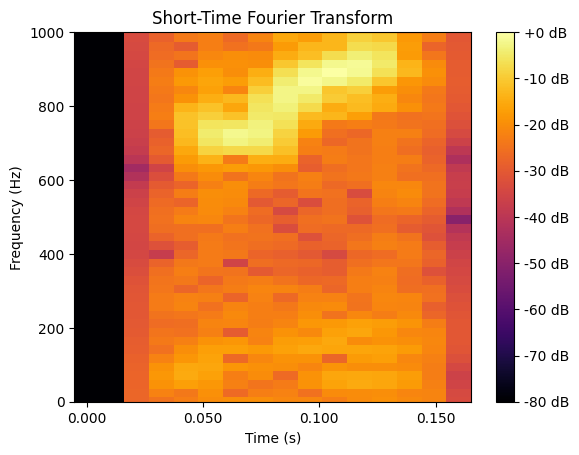 Short-Time Fourier Transform
1000
800
600
400
200
0
Frequency (Hz)
0.000
0.050
0.100
0.150
Time (s)
+0 dB
-10 dB
-20 dB
-30 dB
-40 dB
-50 dB
-60 dB
-70 dB
-80 dB